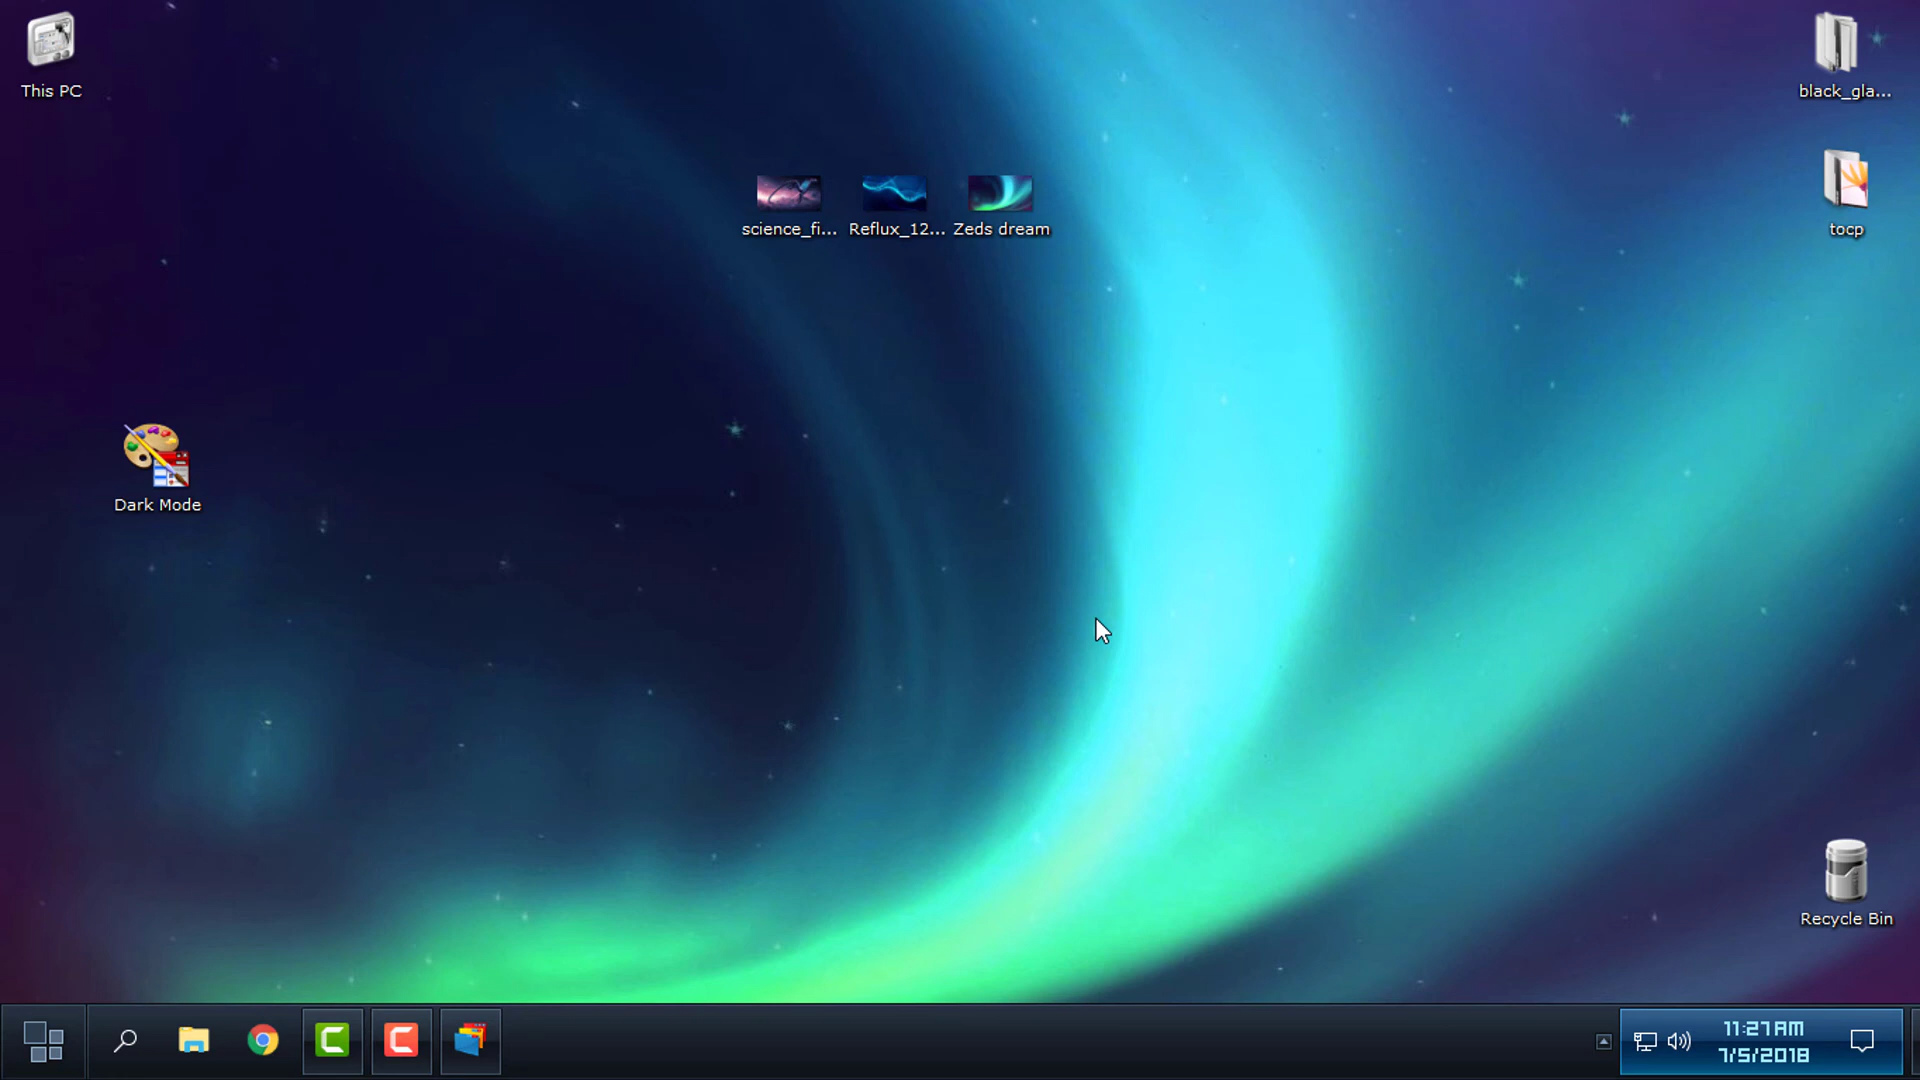 This PC
black_gla...
science_fi...
Reflux_12...
Zeds dream
tocp
Dark Mode
Recycle Bin
11:27 AM
7/5/2018